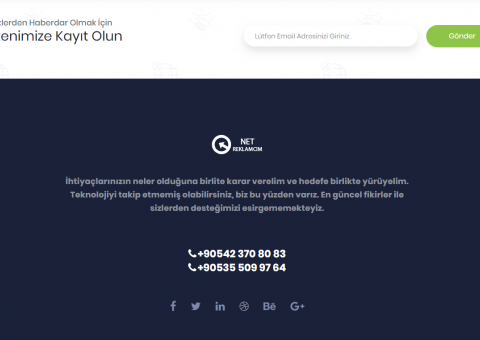 zlerden Haberdar Olmak İçin
enimize Kayıt Olun
Lütfen Email Adresinizi Giriniz
Gönder
NET
REKLAMCIM
İhtiyaçlarınızın neler olduğuna birlite karar verelim ve hedefe birlikte yürüyelim.
Teknolojiyi takip etmemiş olabilirsiniz, biz bu yüzden varız. En güncel fikirler ile
sizlerden desteğimizi esirgememekteyiz.
+90542 370 80 83
+90535 509 97 64